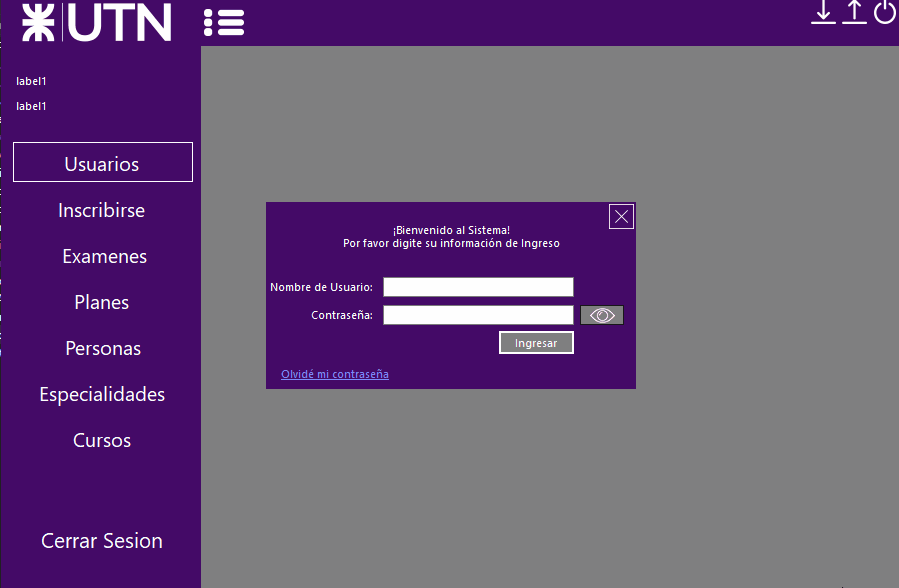 UTN
label1
label1
Usuarios
Inscribirse
Examenes
Planes
Personas
Especialidades
Cursos
Cerrar Sesion
¡Bienvenido al Sistema!
Por favor digite su información de Ingreso
Nombre de Usuario:
Contraseña:
Ingresar
Olvidé mi contraseña